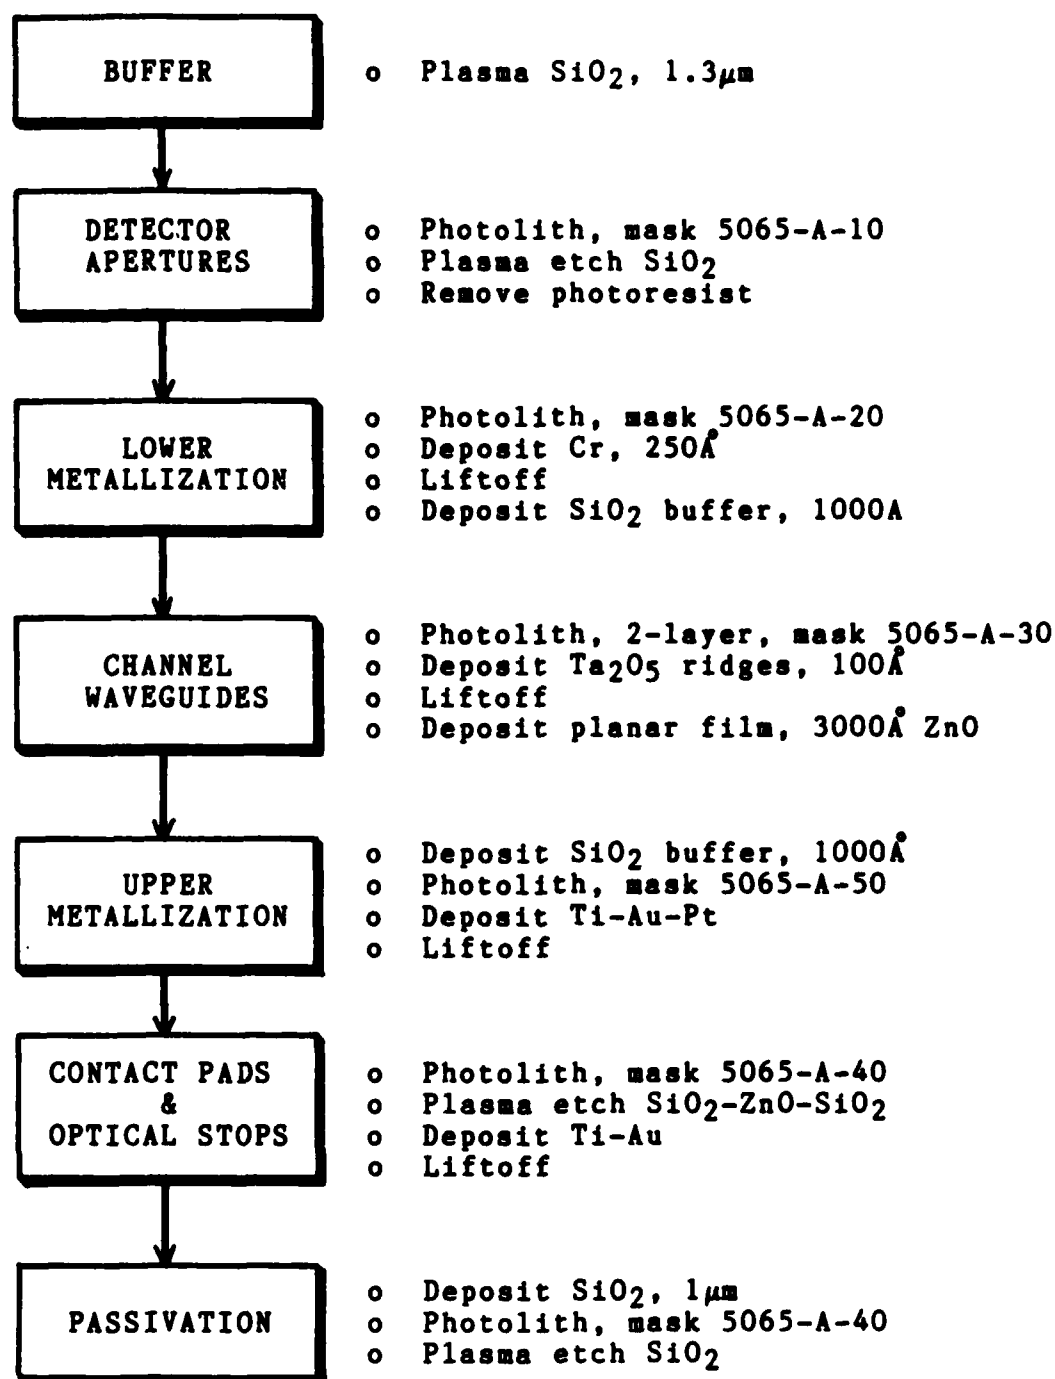 BUFFER
o Plasma SiO2, 1.3μm
DETECTOR
APERTURES
o Photolith, mask 5065-A-10
o Plasma etch SiO2
o Remove photoresist
LOWER
METALLIZATION
o Photolith, mask 5065-A-20
o Deposit Cr, 250Å
o Liftoff
o Deposit SiO2 buffer, 1000A
CHANNEL
WAVEGUIDES
o Photolith, 2-layer, mask 5065-A-30
o Deposit Ta2O5 ridges, 100Å
o Liftoff
o Deposit planar film, 3000Å ZnO
UPPER
METALLIZATION
o Deposit SiO2 buffer, 1000Å
o Photolith, mask 5065-A-50
o Deposit Ti-Au-Pt
o Liftoff
CONTACT PADS
&
OPTICAL STOPS
o Photolith, mask 5065-A-40
o Plasma etch SiO2-ZnO-SiO2
o Deposit Ti-Au
o Liftoff
PASSIVATION
o Deposit SiO2, 1μm
o Photolith, mask 5065-A-40
o Plasma etch SiO2